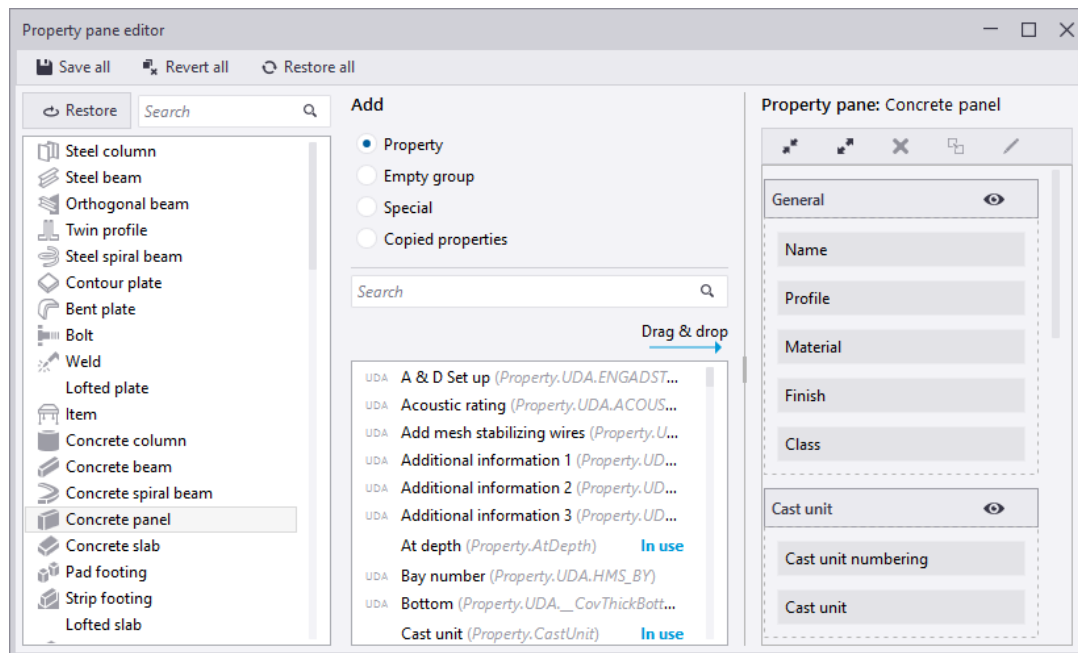 Property pane editor
Save all Revert all Restore all
Restore Search
Steel column
Steel beam
Orthogonal beam
Twin profile
Steel spiral beam
Contour plate
Bent plate
Bolt
Weld
Lofted plate
Item
Concrete column
Concrete beam
Concrete spiral beam
Concrete panel
Concrete slab
Pad footing
Strip footing
Lofted slab
Add
Property
Empty group
Special
Copied properties
Search
Drag & drop
UDA A & D Set up (Property.UDA.ENGADST...
UDA Acoustic rating (Property.UDA.ACOUS...
UDA Add mesh stabilizing wires (Property.U...
UDA Additional information 1 (Property.UD...
UDA Additional information 2 (Property.UD...
UDA Additional information 3 (Property.UD...
At depth (Property.AtDepth) In use
UDA Bay number (Property.UDA.HMS_BY)
UDA Bottom (Property.UDA.__CovThickBott...
Cast unit (Property.CastUnit) In use
Property pane: Concrete panel
General
Name
Profile
Material
Finish
Class
Cast unit
Cast unit numbering
Cast unit